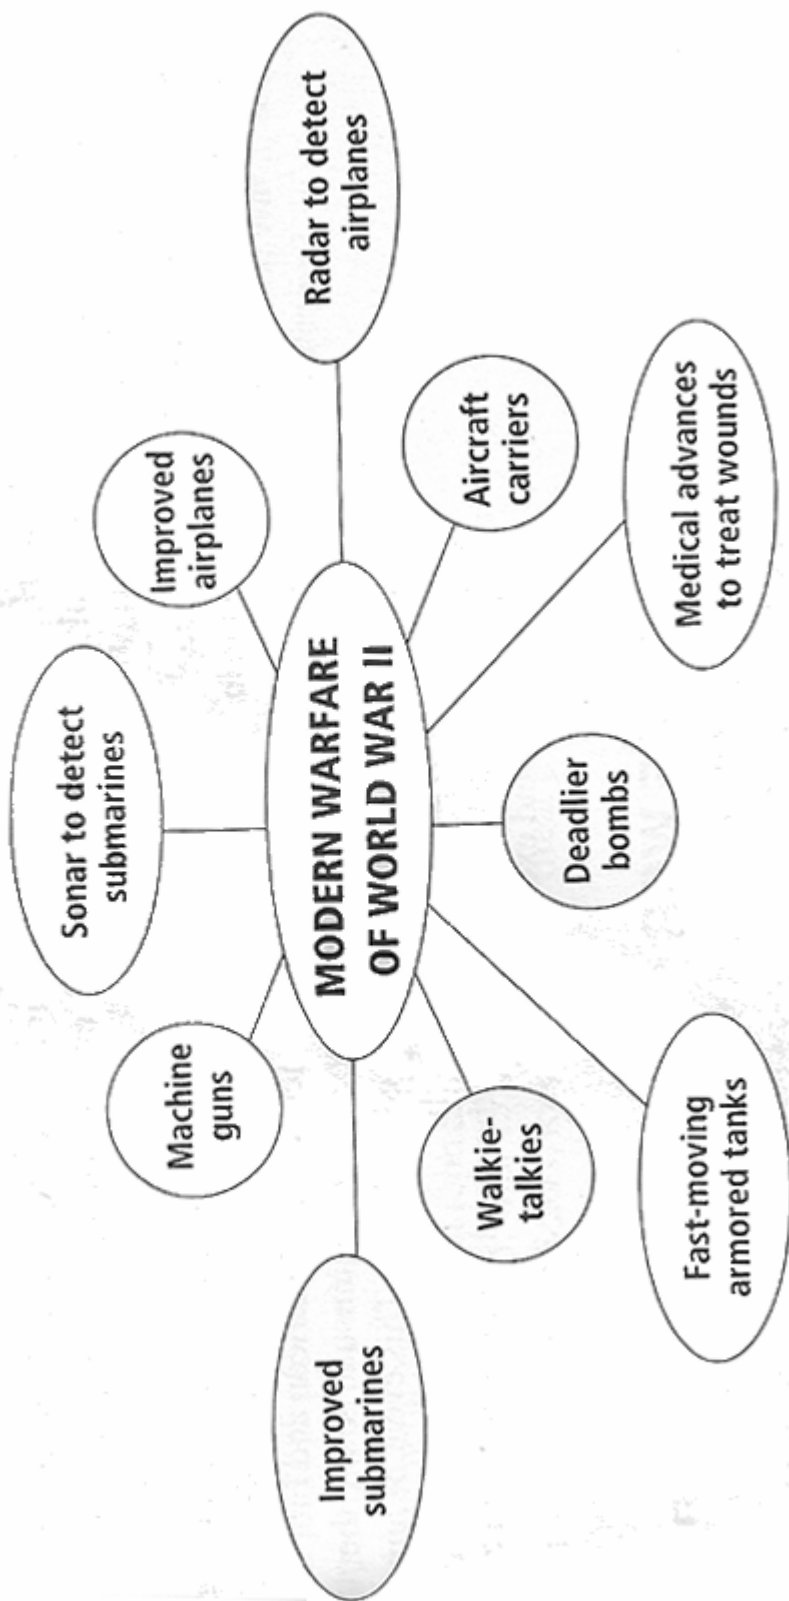 Sonar to detect
submarines
Machine
guns
Improved
airplanes
Improved
submarines
MODERN WARFARE
OF WORLD WAR II
Radar to detect
airplanes
Walkie-
talkies
Aircraft
carriers
Deadlier
bombs
Fast-moving
armored tanks
Medical advances
to treat wounds